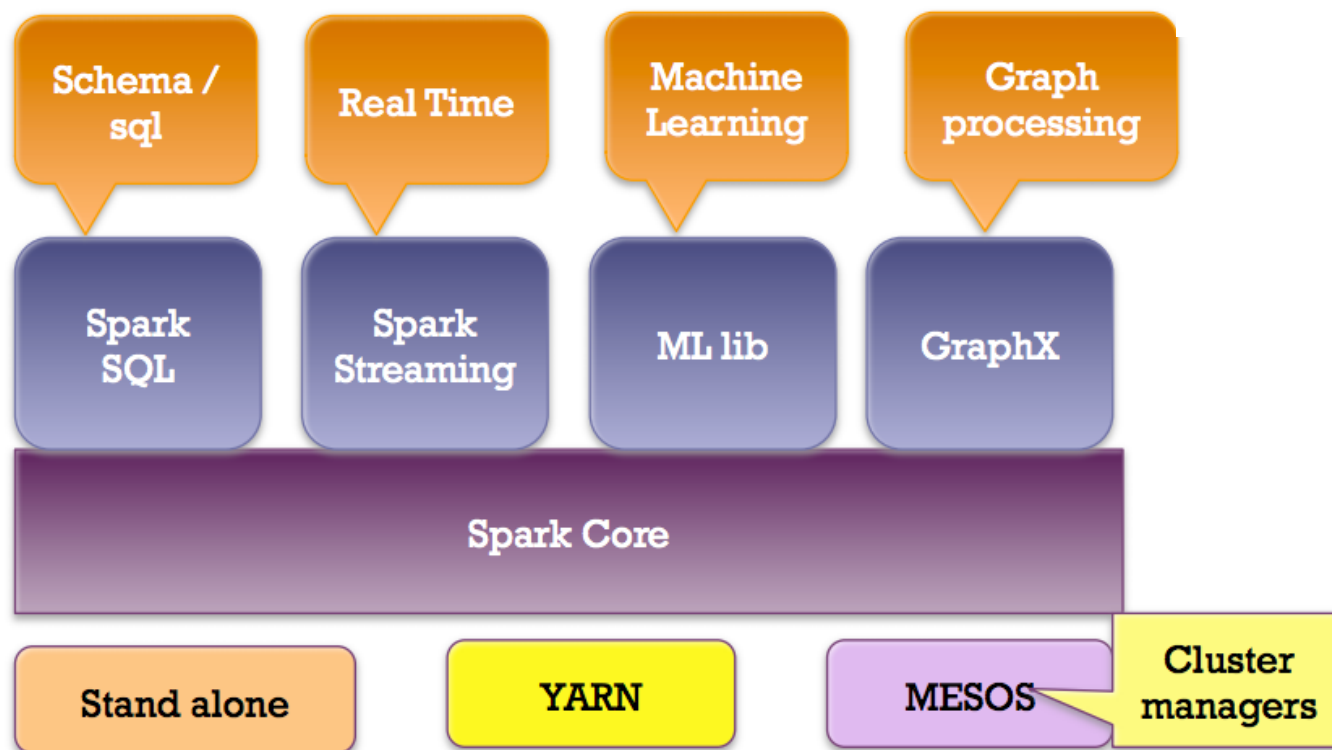 Schema /
sql
Real Time
Machine
Learning
Graph
processing
Spark
SQL
Spark
Streaming
ML lib
GraphX
Spark Core
Stand alone
YARN
MESOS
Cluster
managers